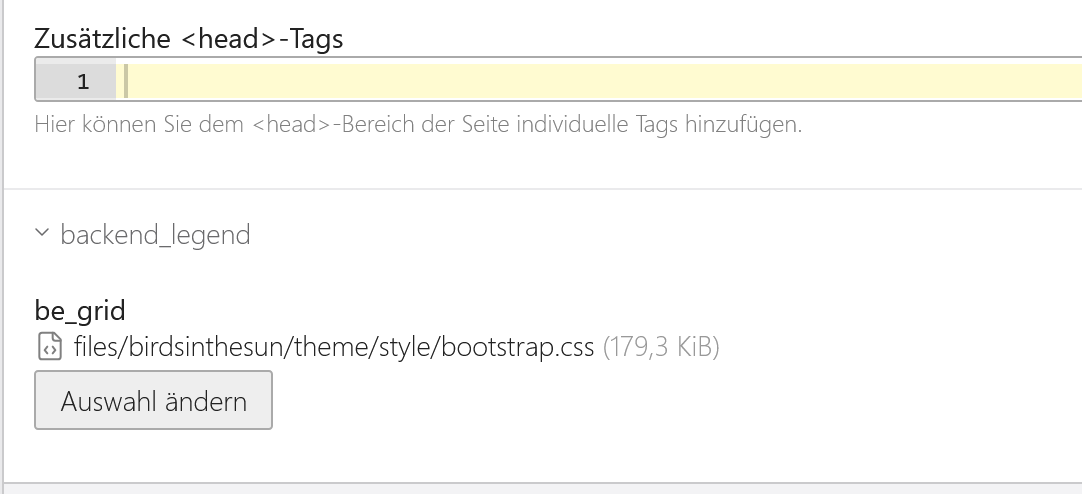 Zusätzliche <head>-Tags
1
Hier können Sie dem <head>-Bereich der Seite individuelle Tags hinzufügen.
backend_legend
be_grid
files/birdsinthesun/theme/style/bootstrap.css (179,3 KiB)
Auswahl ändern